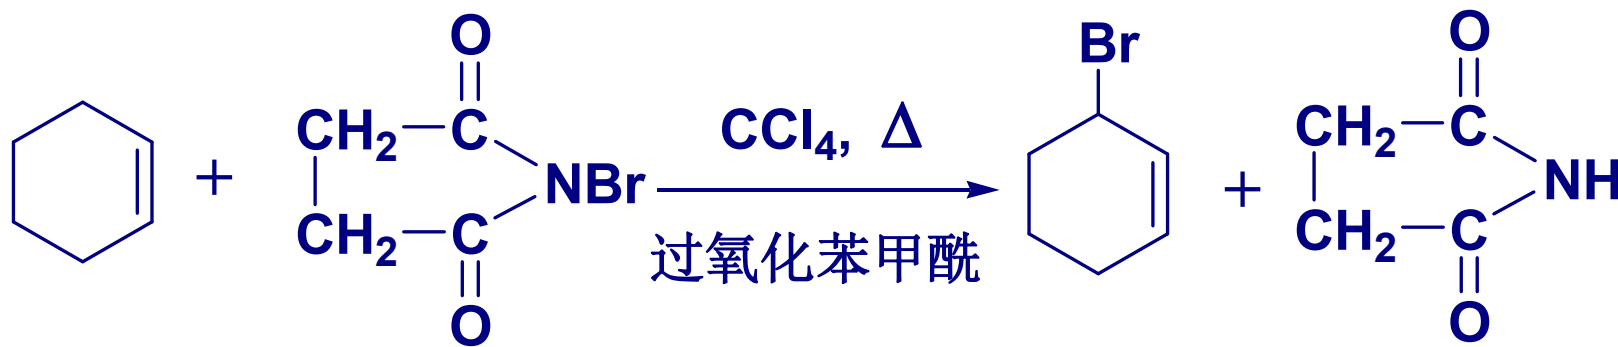 O O
Br
CH2 C CCl4, Δ CH2 C
+ NBr + NH
CH2 C 过氧化苯甲酰 CH2 C
O O